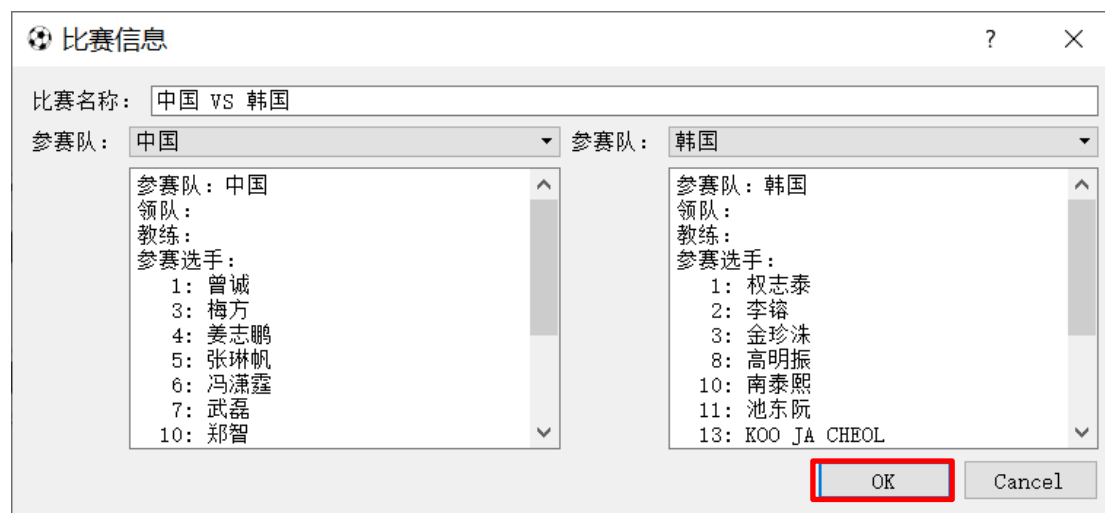 比赛信息
?
比赛名称: 中国 VS 韩国
参赛队: 中国
参赛队: 韩国
参赛队: 中国
领队:
教练:
参赛选手:
1: 曾诚
3: 梅方
4: 姜志鹏
5: 张琳帆
6: 冯潇霆
7: 武磊
10: 郑智
参赛队: 韩国
领队:
教练:
参赛选手:
1: 权志泰
2: 李镕
3: 金珍洙
8: 高明振
10: 南泰熙
11: 池东阮
13: KOO JA CHEOL
OK
Cancel